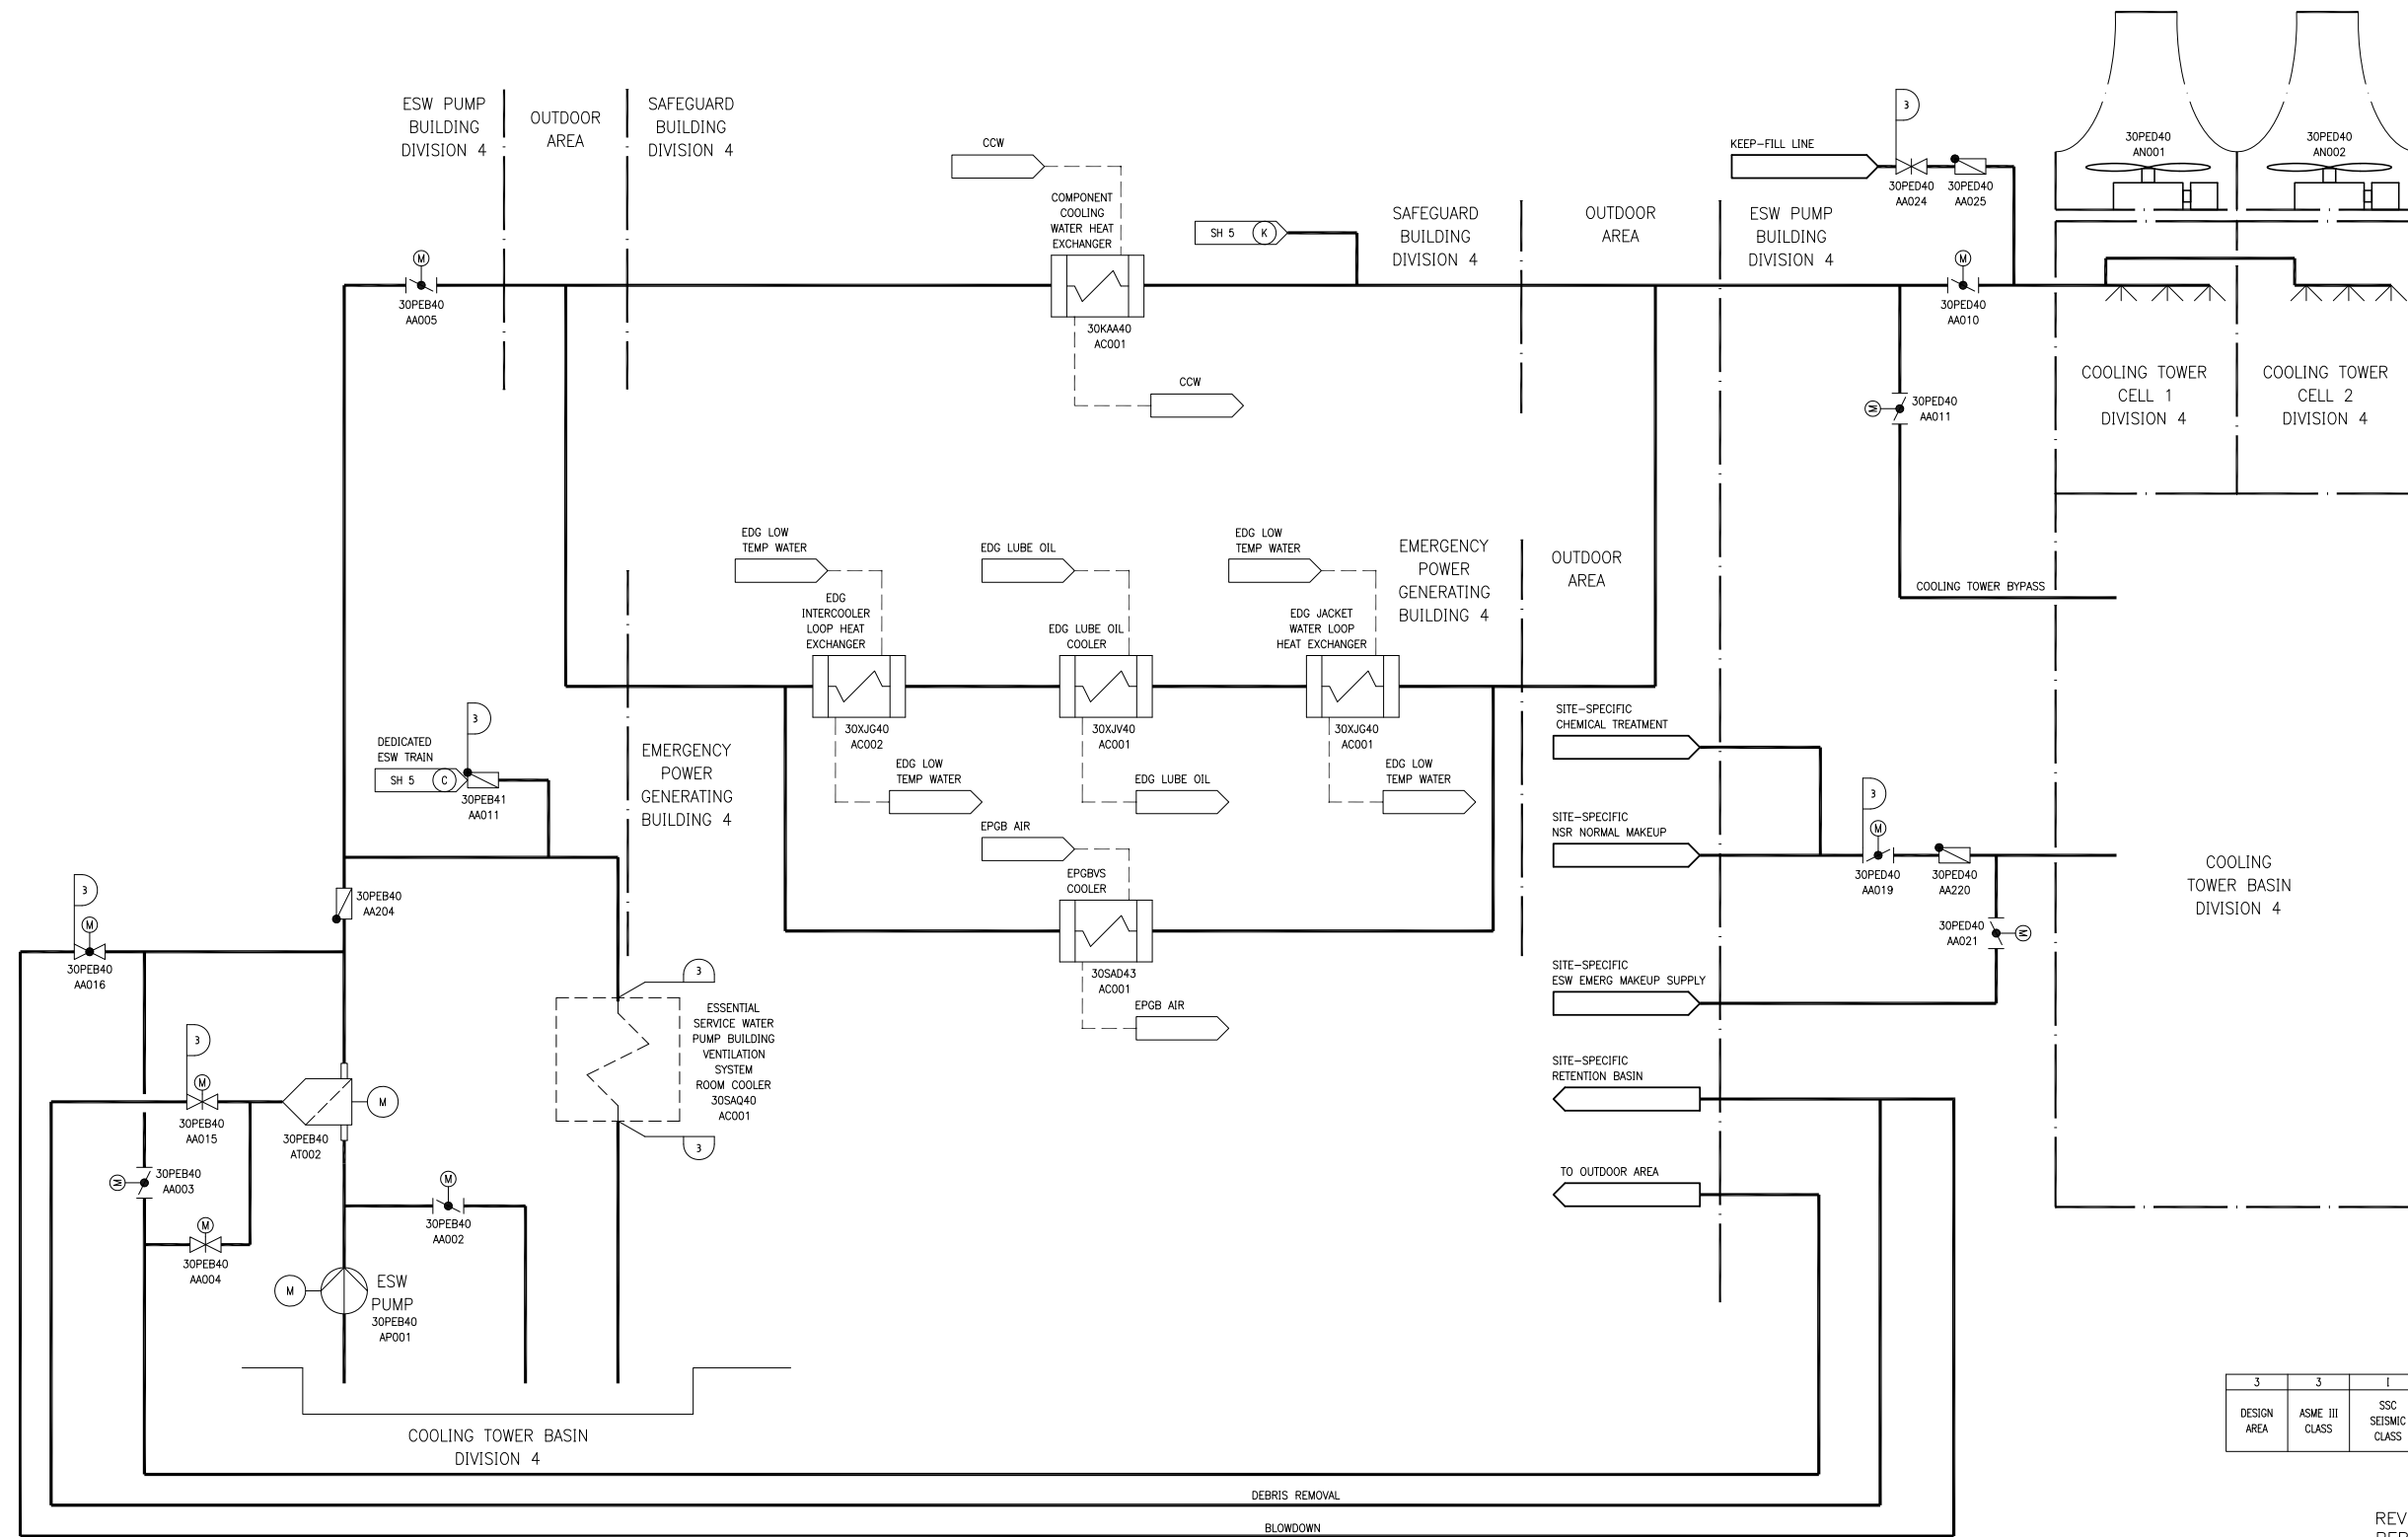 ESW PUMP
BUILDING
DIVISION 4
OUTDOOR
AREA
SAFEGUARD
BUILDING
DIVISION 4
CCW
COMPONENT
COOLING
WATER HEAT
EXCHANGER
SH 5 K
SAFEGUARD
BUILDING
DIVISION 4
OUTDOOR
AREA
ESW PUMP
BUILDING
DIVISION 4
KEEP-FILL LINE
3
30PED40
AA024
30PED40
AA025
30PED40
AN001
30PED40
AN002
M
30PEB40
AA005
30KAA40
AC001
CCW
M
30PED40
AA010
M
30PED40
AA011
COOLING TOWER
CELL 1
DIVISION 4
COOLING TOWER
CELL 2
DIVISION 4
COOLING TOWER BYPASS
EDG LOW
TEMP WATER
EDG
INTERCOOLER
LOOP HEAT
EXCHANGER
EDG LUBE OIL
EDG LUBE OIL
COOLER
EDG LOW
TEMP WATER
EDG JACKET
WATER LOOP
HEAT EXCHANGER
EMERGENCY
POWER
GENERATING
BUILDING 4
OUTDOOR
AREA
30XJG40
AC002
30XJV40
AC001
30XJG40
AC001
EDG LOW
TEMP WATER
EDG LUBE OIL
EDG LOW
TEMP WATER
DEDICATED
ESW TRAIN
SH 5 C
3
30PEB41
AA011
EMERGENCY
POWER
GENERATING
BUILDING 4
EPGB AIR
EPGBVS
COOLER
30SAD43
AC001
EPGB AIR
SITE-SPECIFIC
CHEMICAL TREATMENT
SITE-SPECIFIC
NSR NORMAL MAKEUP
3
M
30PED40
AA019
30PED40
AA220
30PED40
AA021
M
SITE-SPECIFIC
ESW EMERG MAKEUP SUPPLY
SITE-SPECIFIC
RETENTION BASIN
TO OUTDOOR AREA
COOLING
TOWER BASIN
DIVISION 4
30PEB40
AA204
3
M
30PEB40
AA016
3
M
30PEB40
AA015
30PEB40
AT002
M
M
30PEB40
AA003
M
30PEB40
AA004
M
30PEB40
AA002
M
ESW
PUMP
30PEB40
AP001
3
ESSENTIAL
SERVICE WATER
PUMP BUILDING
VENTILATION
SYSTEM
ROOM COOLER
30SAQ40
AC001
3
COOLING TOWER BASIN
DIVISION 4
DEBRIS REMOVAL
BLOWDOWN
3 3 I
DESIGN
AREA
ASME III
CLASS
SSC
SEISMIC
CLASS
REV